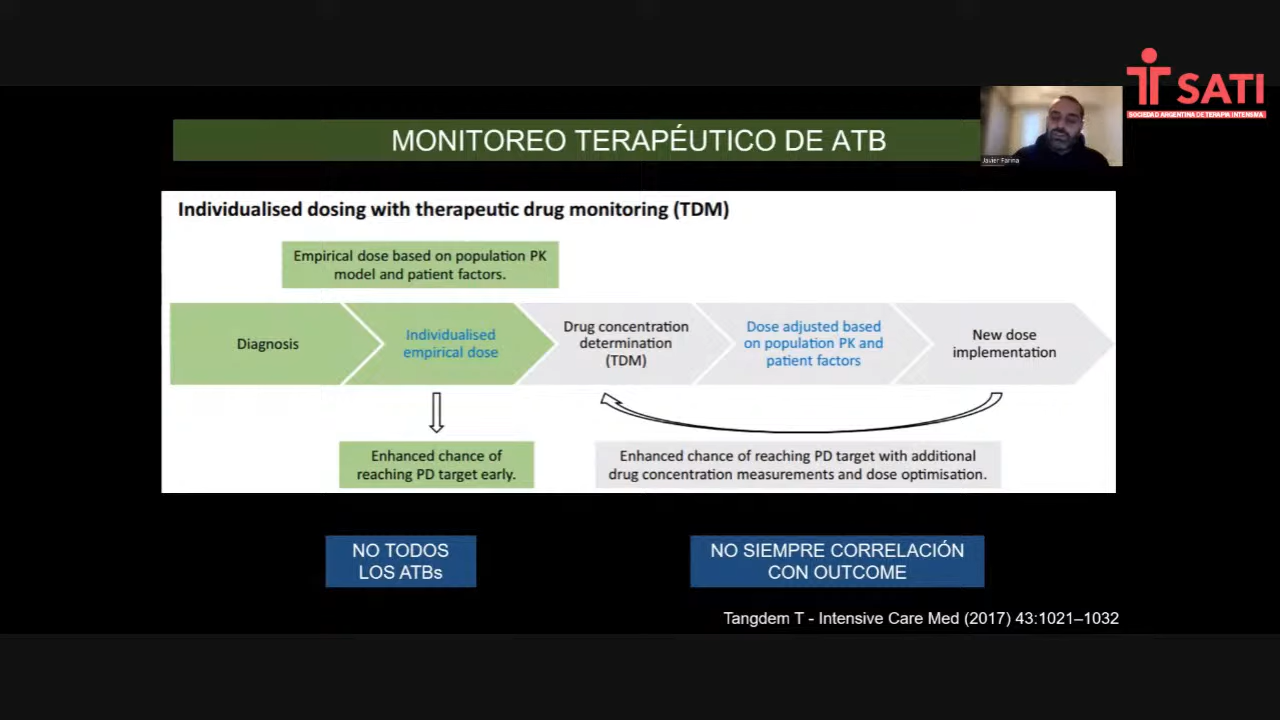 SATI
SOCIEDAD ARGENTINA DE TERAPIA INTENSIVA
MONITOREO TERAPÉUTICO DE ATB
Javier Farina
Individualised dosing with therapeutic drug monitoring (TDM)
Empirical dose based on population PK
model and patient factors.
Diagnosis
Individualised
empirical dose
Drug concentration
determination
(TDM)
Dose adjusted based
on population PK and
patient factors
New dose
implementation
Enhanced chance of
reaching PD target early.
Enhanced chance of reaching PD target with additional
drug concentration measurements and dose optimisation.
NO TODOS
LOS ATBs
NO SIEMPRE CORRELACIÓN
CON OUTCOME
Tangdem T - Intensive Care Med (2017) 43:1021–1032